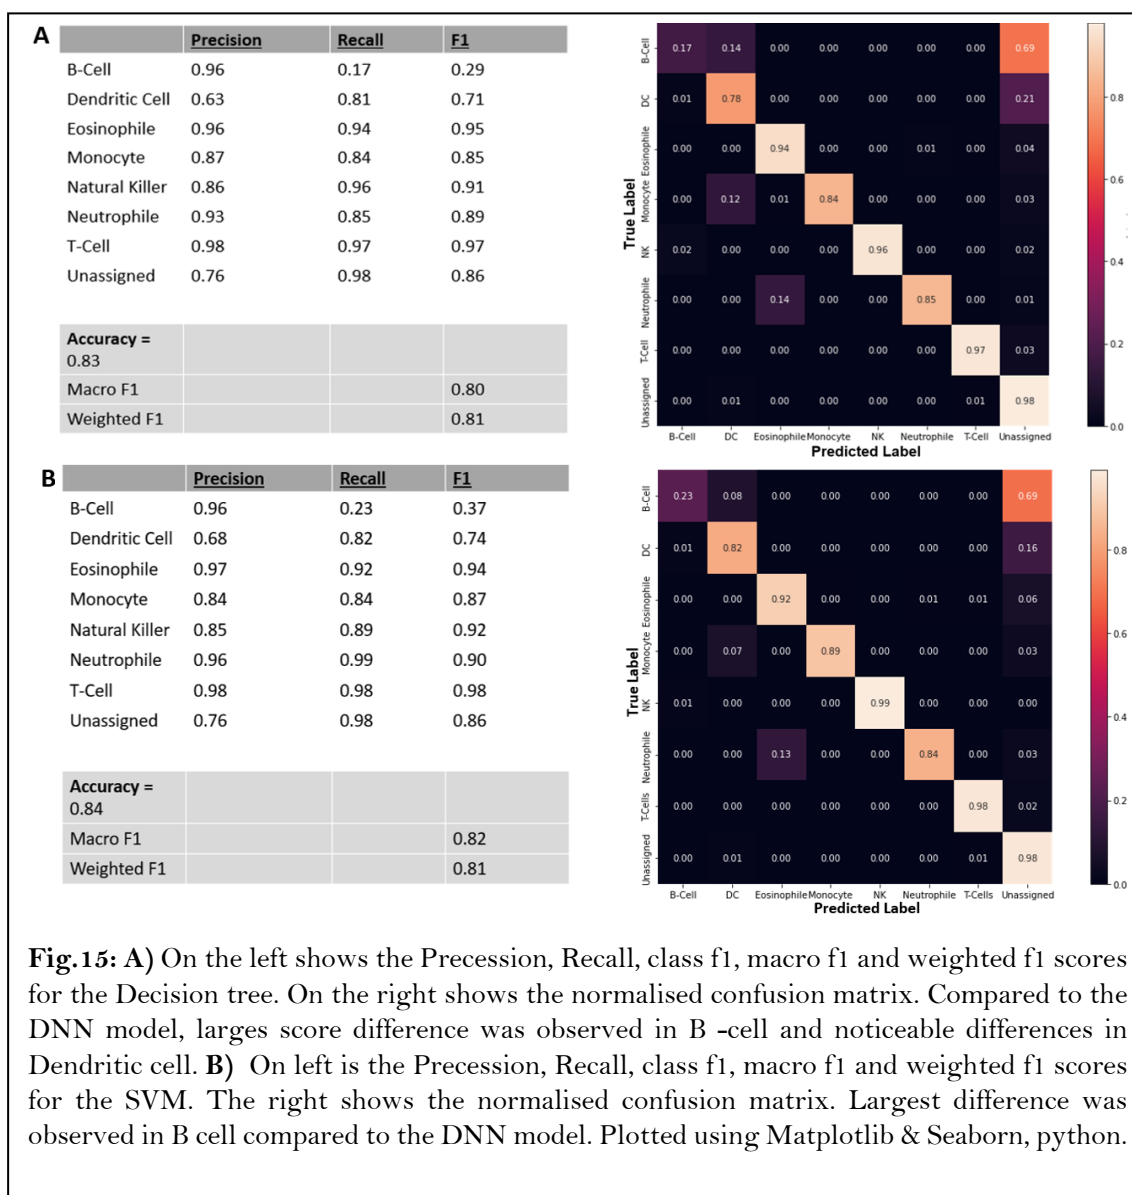 A
Precision Recall F1
B-Cell 0.96 0.17 0.29
Dendritic Cell 0.63 0.81 0.71
Eosinophile 0.96 0.94 0.95
Monocyte 0.87 0.84 0.85
Natural Killer 0.86 0.96 0.91
Neutrophile 0.93 0.85 0.89
T-Cell 0.98 0.97 0.97
Unassigned 0.76 0.98 0.86
Accuracy =
0.83
Macro F1 0.80
Weighted F1 0.81
True Label
B-Cell 0.17 0.14 0.00 0.00 0.00 0.00 0.00 0.69
DC 0.01 0.78 0.00 0.00 0.00 0.00 0.00 0.21
Eosinophile 0.00 0.00 0.94 0.00 0.00 0.01 0.00 0.04
Monocyte 0.00 0.12 0.01 0.84 0.00 0.00 0.00 0.03
NK 0.02 0.00 0.00 0.00 0.96 0.00 0.00 0.02
Neutrophile 0.00 0.00 0.14 0.00 0.00 0.85 0.00 0.01
T-Cell 0.00 0.00 0.00 0.00 0.00 0.00 0.97 0.03
Unassigned 0.00 0.01 0.00 0.00 0.00 0.00 0.01 0.98
B-Cell DC Eosinophile Monocyte NK Neutrophile T-Cell Unassigned
Predicted Label
0.8
0.6
0.4
0.2
0.0
B
Precision Recall F1
B-Cell 0.96 0.23 0.37
Dendritic Cell 0.68 0.82 0.74
Eosinophile 0.97 0.92 0.94
Monocyte 0.84 0.84 0.87
Natural Killer 0.85 0.89 0.92
Neutrophile 0.96 0.99 0.90
T-Cell 0.98 0.98 0.98
Unassigned 0.76 0.98 0.86
Accuracy =
0.84
Macro F1 0.82
Weighted F1 0.81
True Label
B-Cell 0.23 0.08 0.00 0.00 0.00 0.00 0.00 0.69
DC 0.01 0.82 0.00 0.00 0.00 0.00 0.00 0.16
Eosinophile 0.00 0.00 0.92 0.00 0.00 0.01 0.01 0.06
Monocyte 0.00 0.07 0.00 0.89 0.00 0.00 0.00 0.03
NK 0.01 0.00 0.00 0.00 0.99 0.00 0.00 0.00
Neutrophile 0.00 0.00 0.13 0.00 0.00 0.84 0.00 0.03
T-Cells 0.00 0.00 0.00 0.00 0.00 0.00 0.98 0.02
Unassigned 0.00 0.01 0.00 0.00 0.00 0.00 0.01 0.98
B-Cell DC Eosinophile Monocyte NK Neutrophile T-Cells Unassigned
Predicted Label
0.8
0.6
0.4
0.2
0.0
Fig.15: A) On the left shows the Precession, Recall, class f1, macro f1 and weighted f1 scores
for the Decision tree. On the right shows the normalised confusion matrix. Compared to the
DNN model, larges score difference was observed in B -cell and noticeable differences in
Dendritic cell. B) On left is the Precession, Recall, class f1, macro f1 and weighted f1 scores
for the SVM. The right shows the normalised confusion matrix. Largest difference was
observed in B cell compared to the DNN model. Plotted using Matplotlib & Seaborn, python.